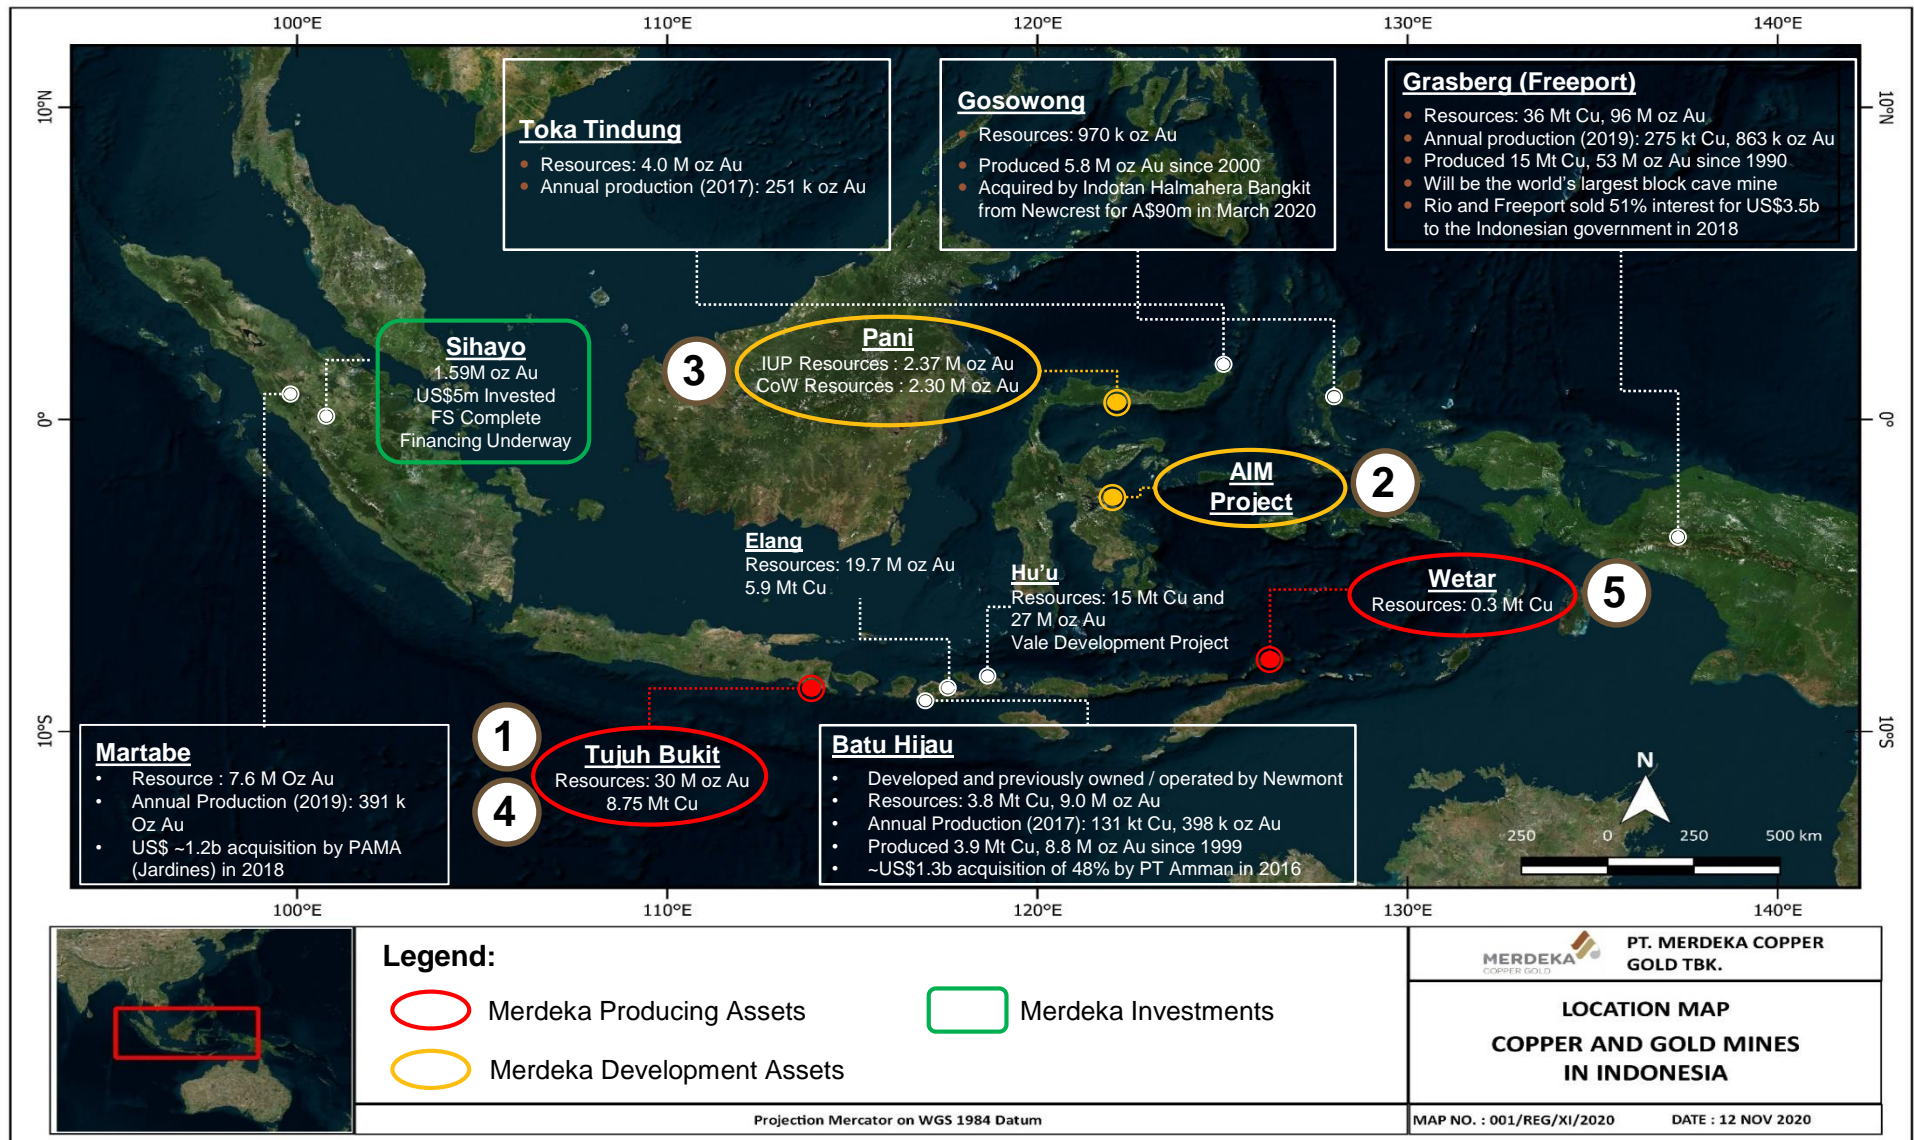 100°E
110°E
120°E
130°E
140°E
10°N
0°
10°S
10°N
0°
10°S
Toka Tindung
• Resources: 4.0 M oz Au
• Annual production (2017): 251 k oz Au
Gosowong
• Resources: 970 k oz Au
• Produced 5.8 M oz Au since 2000
• Acquired by Indotan Halmahera Bangkit
from Newcrest for A$90m in March 2020
Grasberg (Freeport)
• Resources: 36 Mt Cu, 96 M oz Au
• Annual production (2019): 275 kt Cu, 863 k oz Au
• Produced 15 Mt Cu, 53 M oz Au since 1990
• Will be the world's largest block cave mine
• Rio and Freeport sold 51% interest for US$3.5b
to the Indonesian government in 2018
Sihayo
1.59M oz Au
US$5m Invested
FS Complete
Financing Underway
3
Pani
IUP Resources : 2.37 M oz Au
CoW Resources : 2.30 M oz Au
AIM
Project
2
Elang
Resources: 19.7 M oz Au
5.9 Mt Cu
Hu'u
Resources: 15 Mt Cu and
27 M oz Au
Vale Development Project
Wetar
Resources: 0.3 Mt Cu
5
1
4
Tujuh Bukit
Resources: 30 M oz Au
8.75 Mt Cu
Martabe
• Resource : 7.6 M Oz Au
• Annual Production (2019): 391 k
Oz Au
• US$ ~1.2b acquisition by PAMA
(Jardines) in 2018
Batu Hijau
• Developed and previously owned / operated by Newmont
• Resources: 3.8 Mt Cu, 9.0 M oz Au
• Annual Production (2017): 131 kt Cu, 398 k oz Au
• Produced 3.9 Mt Cu, 8.8 M oz Au since 1999
• ~US$1.3b acquisition of 48% by PT Amman in 2016
N
250 0 250 500 km
100°E
110°E
120°E
130°E
140°E
Legend:
Merdeka Producing Assets
Merdeka Investments
Merdeka Development Assets
Projection Mercator on WGS 1984 Datum
MERDEKA
COPPER GOLD
PT. MERDEKA COPPER
GOLD TBK.
LOCATION MAP
COPPER AND GOLD MINES
IN INDONESIA
MAP NO. : 001/REG/XI/2020
DATE : 12 NOV 2020